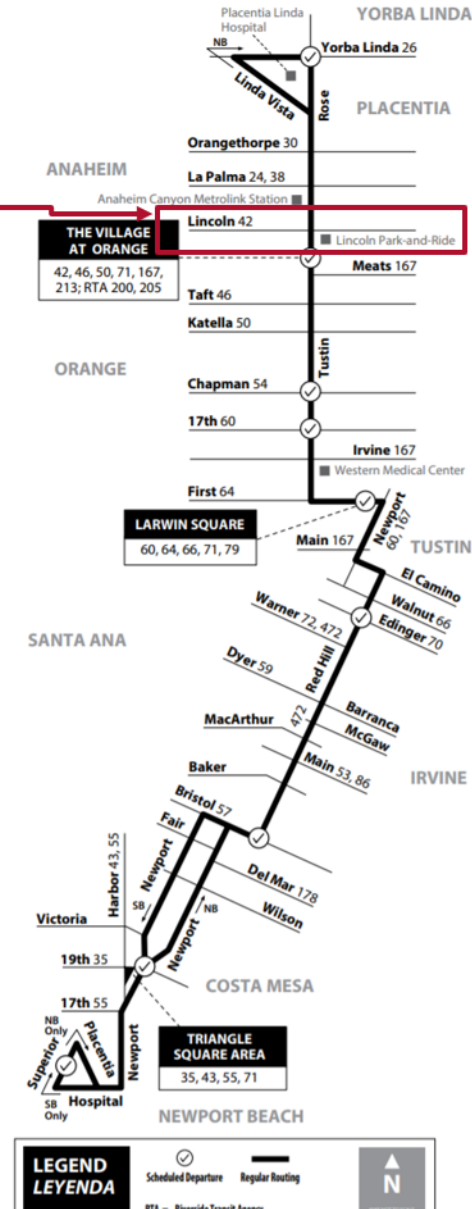 Placentia Linda
Hospital
YORBA LINDA
NB
Yorba Linda 26
Linda Vista
Rose
PLACENTIA
Orangethorpe 30
ANAHEIM
La Palma 24, 38
Anaheim Canyon Metrolink Station
Lincoln 42
THE VILLAGE
AT ORANGE
42, 46, 50, 71, 167,
213; RTA 200, 205
Lincoln Park-and-Ride
Meats 167
Taft 46
Katella 50
ORANGE
Tustin
Chapman 54
17th 60
Irvine 167
Western Medical Center
First 64
LARWIN SQUARE
60, 64, 66, 71, 79
Newport
60, 167
Main 167
TUSTIN
El Camino
Walnut 66
Edinger 70
Warner 72, 472
SANTA ANA
Dyer 59
Red Hill
472
Barranca
McGaw
MacArthur
Main 53, 86
Baker
IRVINE
Bristol 57
Fair
Harbor 43, 55
Newport
SB
Newport
NB
Del Mar 178
Wilson
Victoria
19th 35
COSTA MESA
17th 55
NB
Only
Placentia
Superior
Newport
TRIANGLE
SQUARE AREA
35, 43, 55, 71
SB
Only
Hospital
NEWPORT BEACH
LEGEND
LEYENDA
Scheduled Departure
Regular Routing
N
RTA = Riverside Transit Agency